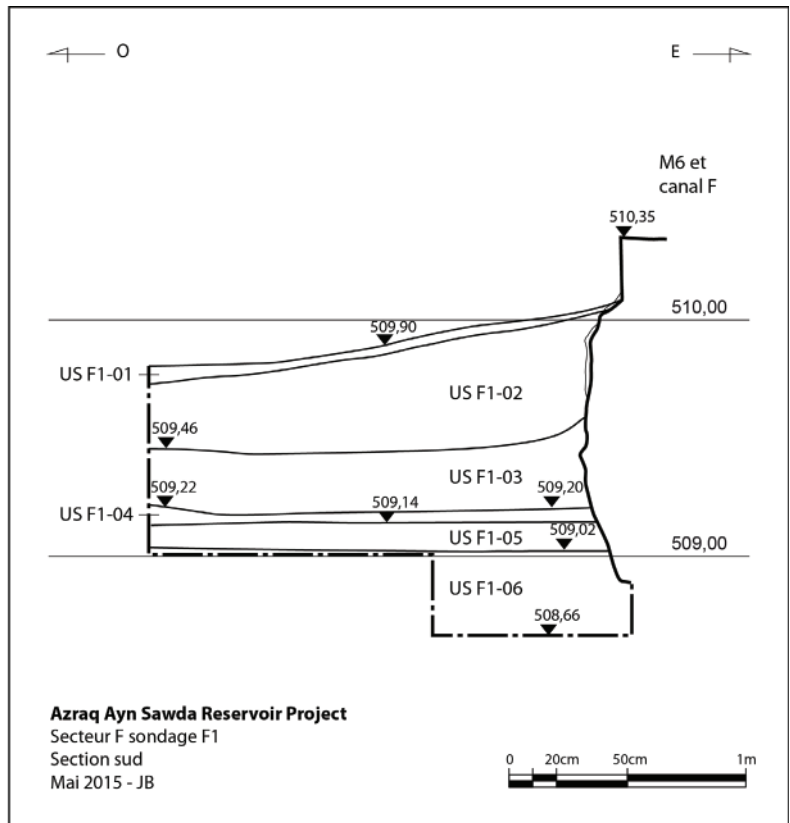 O
E
M6 et
canal F
510,35
510,00
509,90
US F1-01
US F1-02
509,46
US F1-03
509,22
509,20
509,14
US F1-04
US F1-05
509,02
509,00
US F1-06
508,66
Azraq Ayn Sawda Reservoir Project
Secteur F sondage F1
Section sud
Mai 2015 - JB
0 20cm 50cm 1m